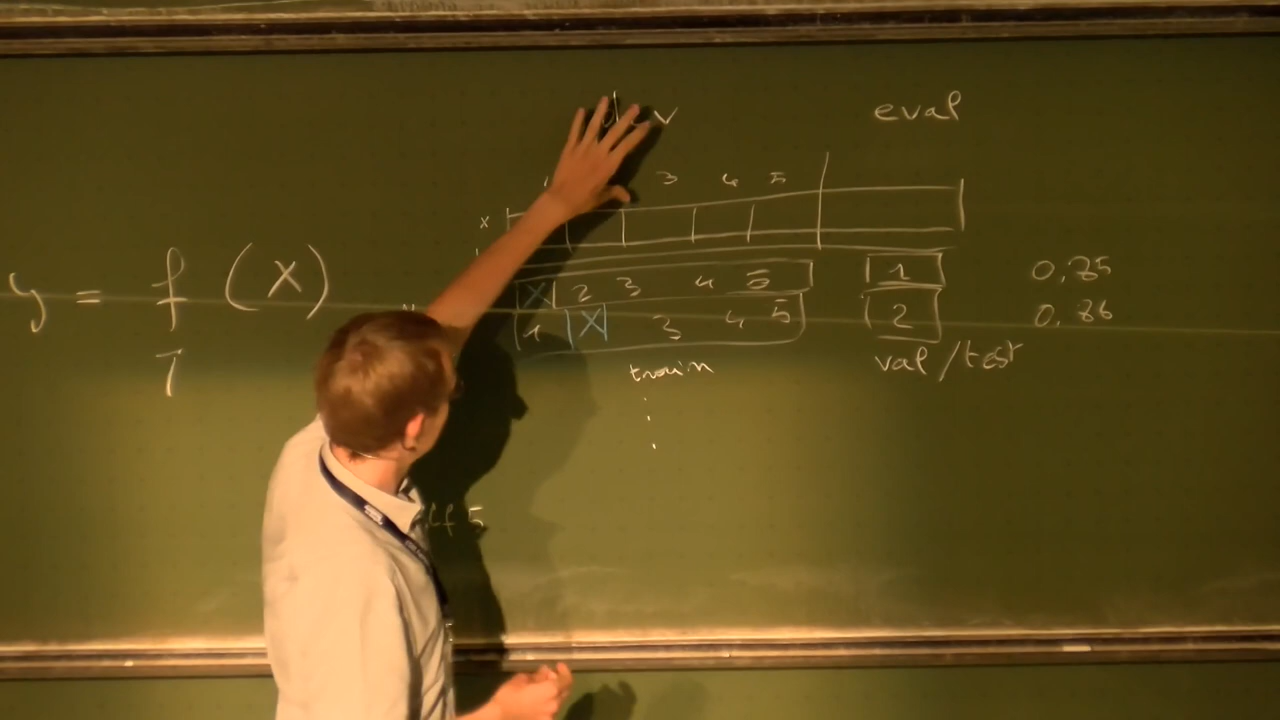 eval
3 4 5
x
y = f (X)
X 2 3 4 5 1 0,85
1 X 3 4 5 2 0,86
train val/test